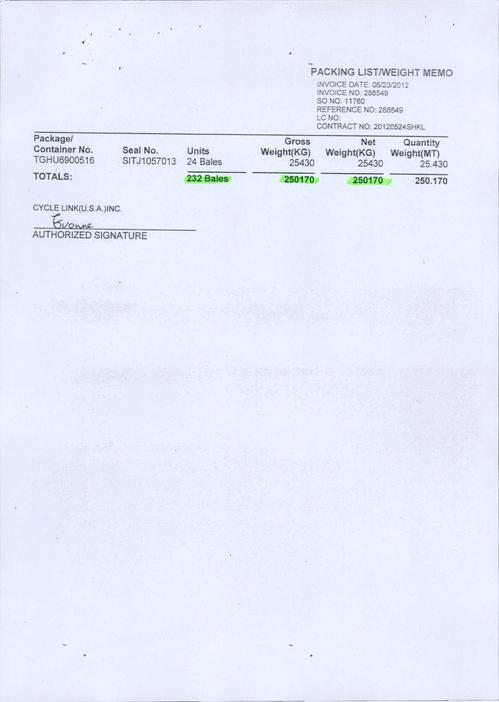 PACKING LIST/WEIGHT MEMO
INVOICE DATE: 05/23/2012
INVOICE NO: 288549
SO NO: 11760
REFERENCE NO: 288549
LC NO:
CONTRACT NO: 20120524SHKL
Package/ Container No. Seal No. Units Gross Weight(KG) Net Weight(KG) Quantity Weight(MT)
TGHU6900516 SITJ1057013 24 Bales 25430 25430 25.430
TOTALS: 232 Bales 250170 250170 250.170
CYCLE LINK(U.S.A.)INC.
Evonne
AUTHORIZED SIGNATURE